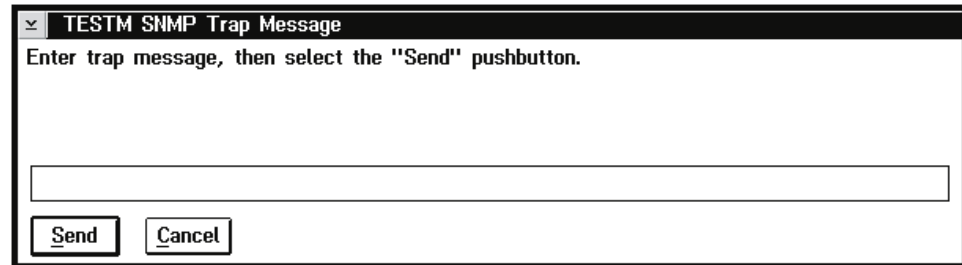 TESTM SNMP Trap Message
Enter trap message, then select the "Send" pushbutton.
Send Cancel